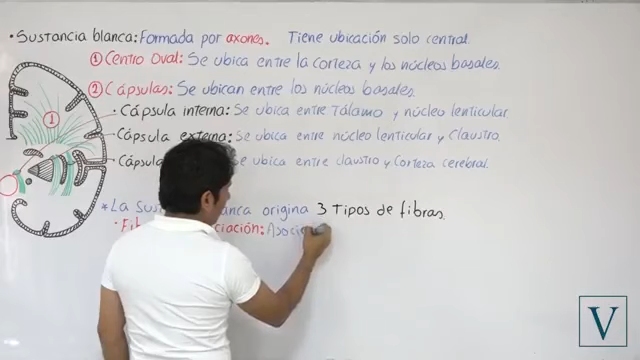 • Sustancia blanca: Formada por axones. Tiene ubicación solo central.
① Centro Oval: Se ubica entre la corteza y los núcleos basales.
② Cápsulas: Se ubican entre los núcleos basales.
• Cápsula interna: Se ubica entre Tálamo y núcleo lenticular.
• Cápsula externa: Se ubica entre núcleo lenticular y claustro.
• Cápsula se ubica entre claustro y Corteza cerebral.
①
*La anca origina 3 Tipos de fibras.
V